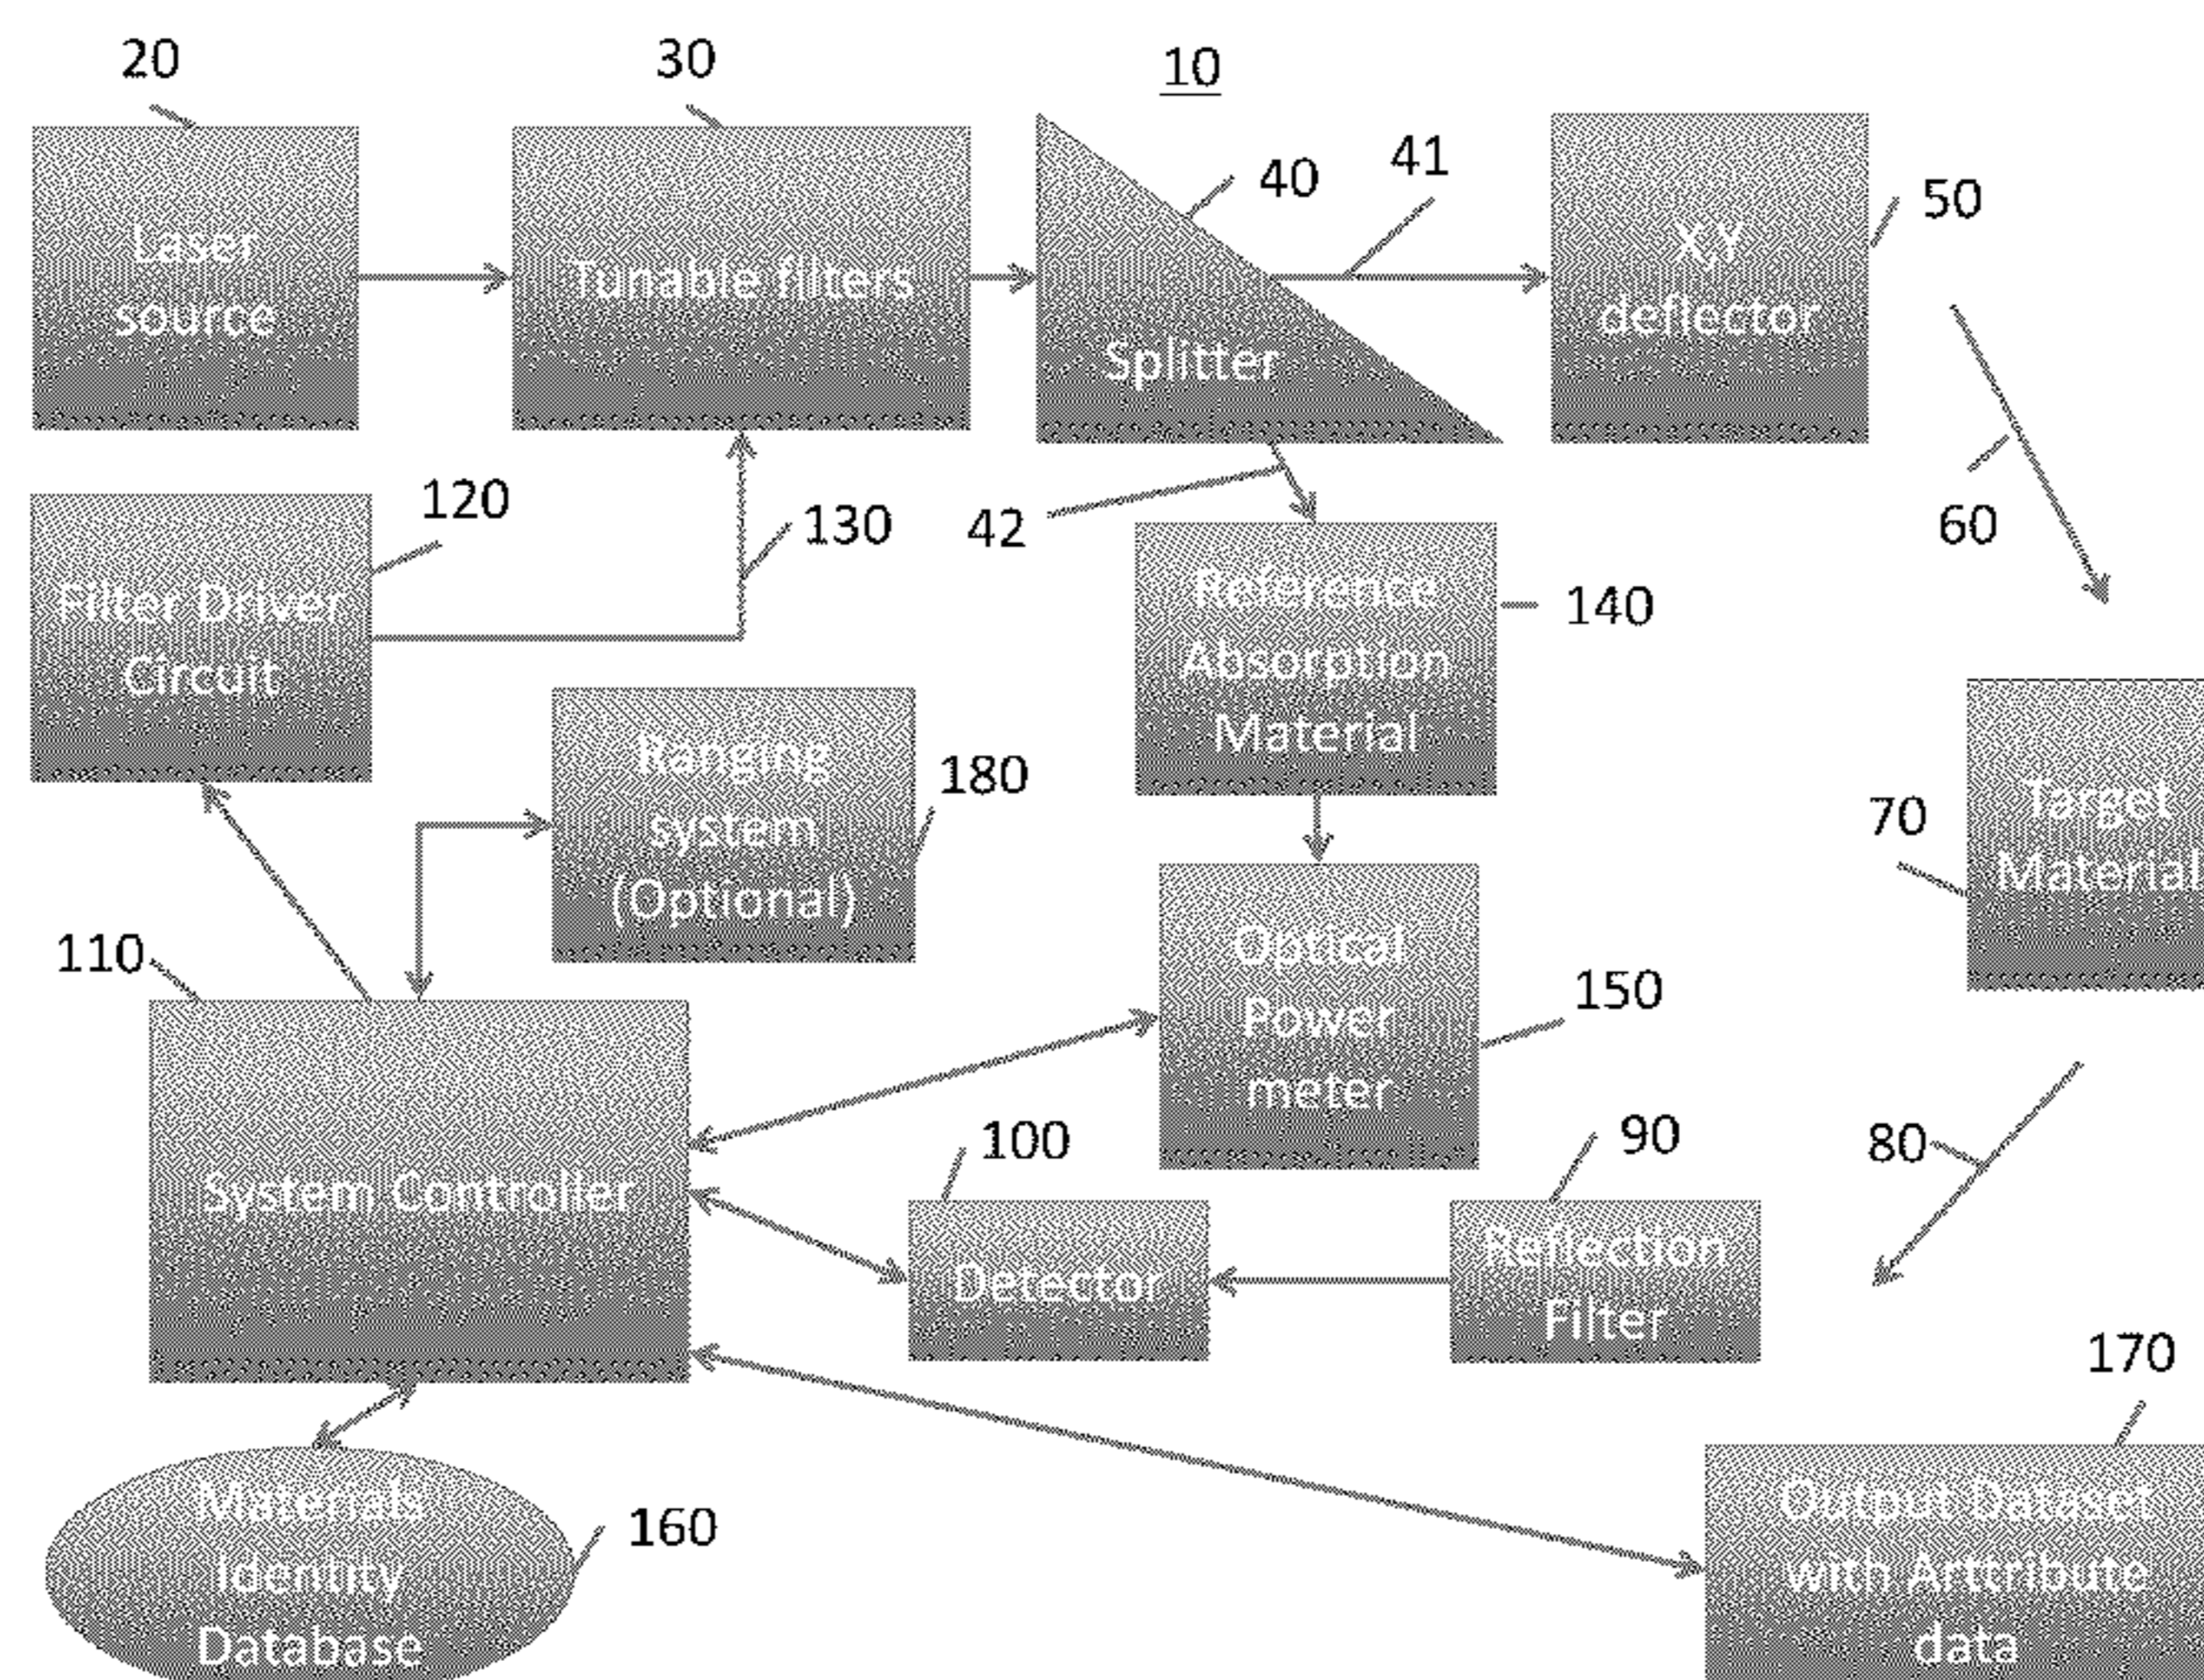 20
30
10
40
41
50
Laser
source
Tunable filters
Splitter
X,Y
deflector
60
120
130
42
Filter Driver
Circuit
Reference
Absorption
Material
140
180
Ranging
system
(Optional)
70
Target
Material
110
Optical
Power
meter
150
100
90
80
System Controller
Detector
Reflection
Filter
170
Materials
Identity
Database
160
Output Dataset
with Arttribute
data